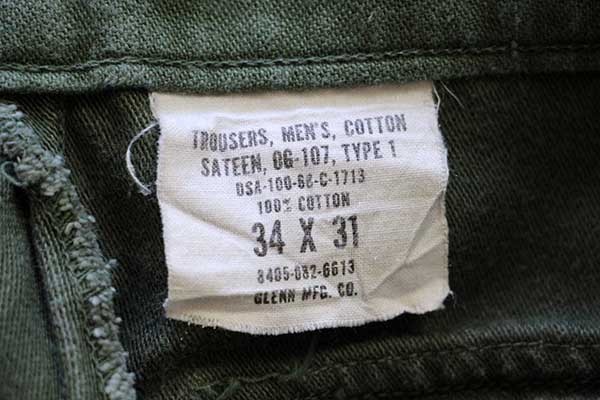 TROUSERS, MEN'S, COTTON
SATEEN, OG-107, TYPE 1
DSA-100-68-C-1713
100% COTTON
34 X 31
8405-082-6613
GLENN MFG. CO.